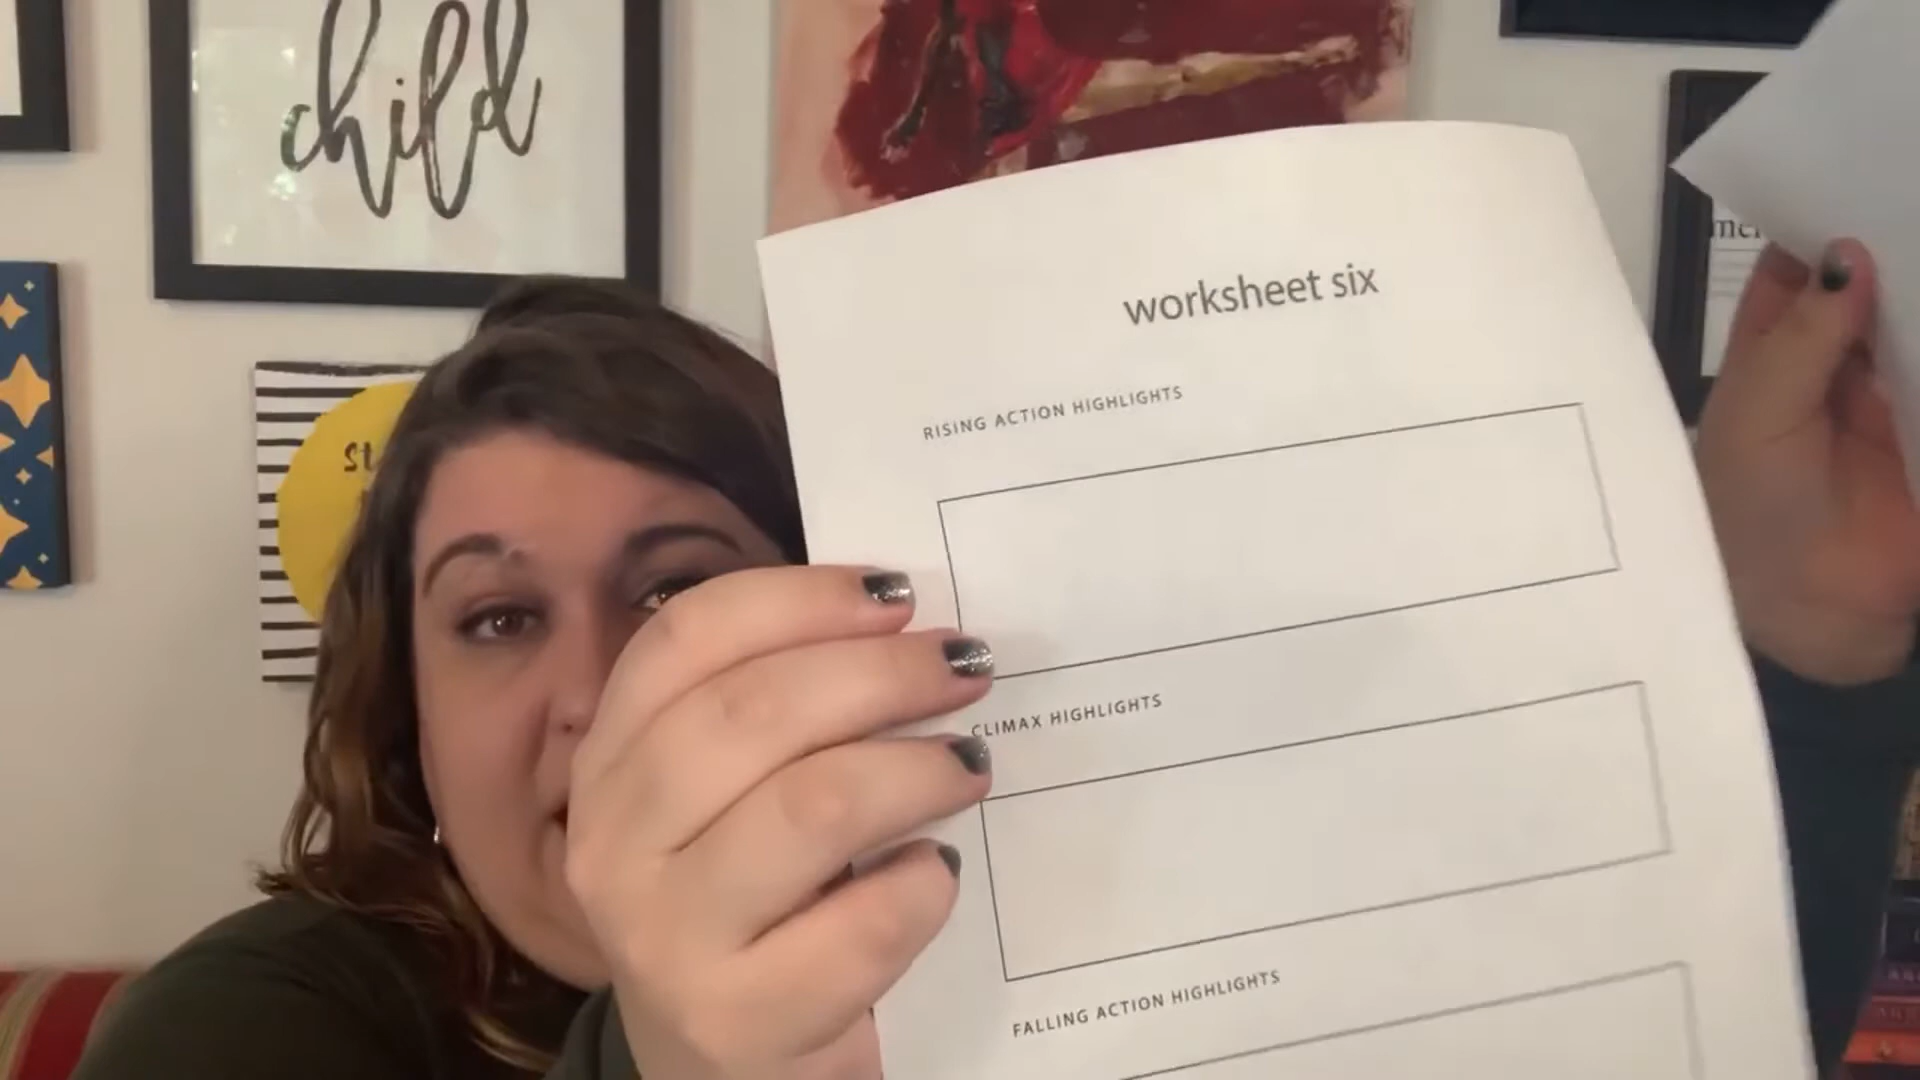 child
worksheet six
RISING ACTION HIGHLIGHTS
CLIMAX HIGHLIGHTS
FALLING ACTION HIGHLIGHTS